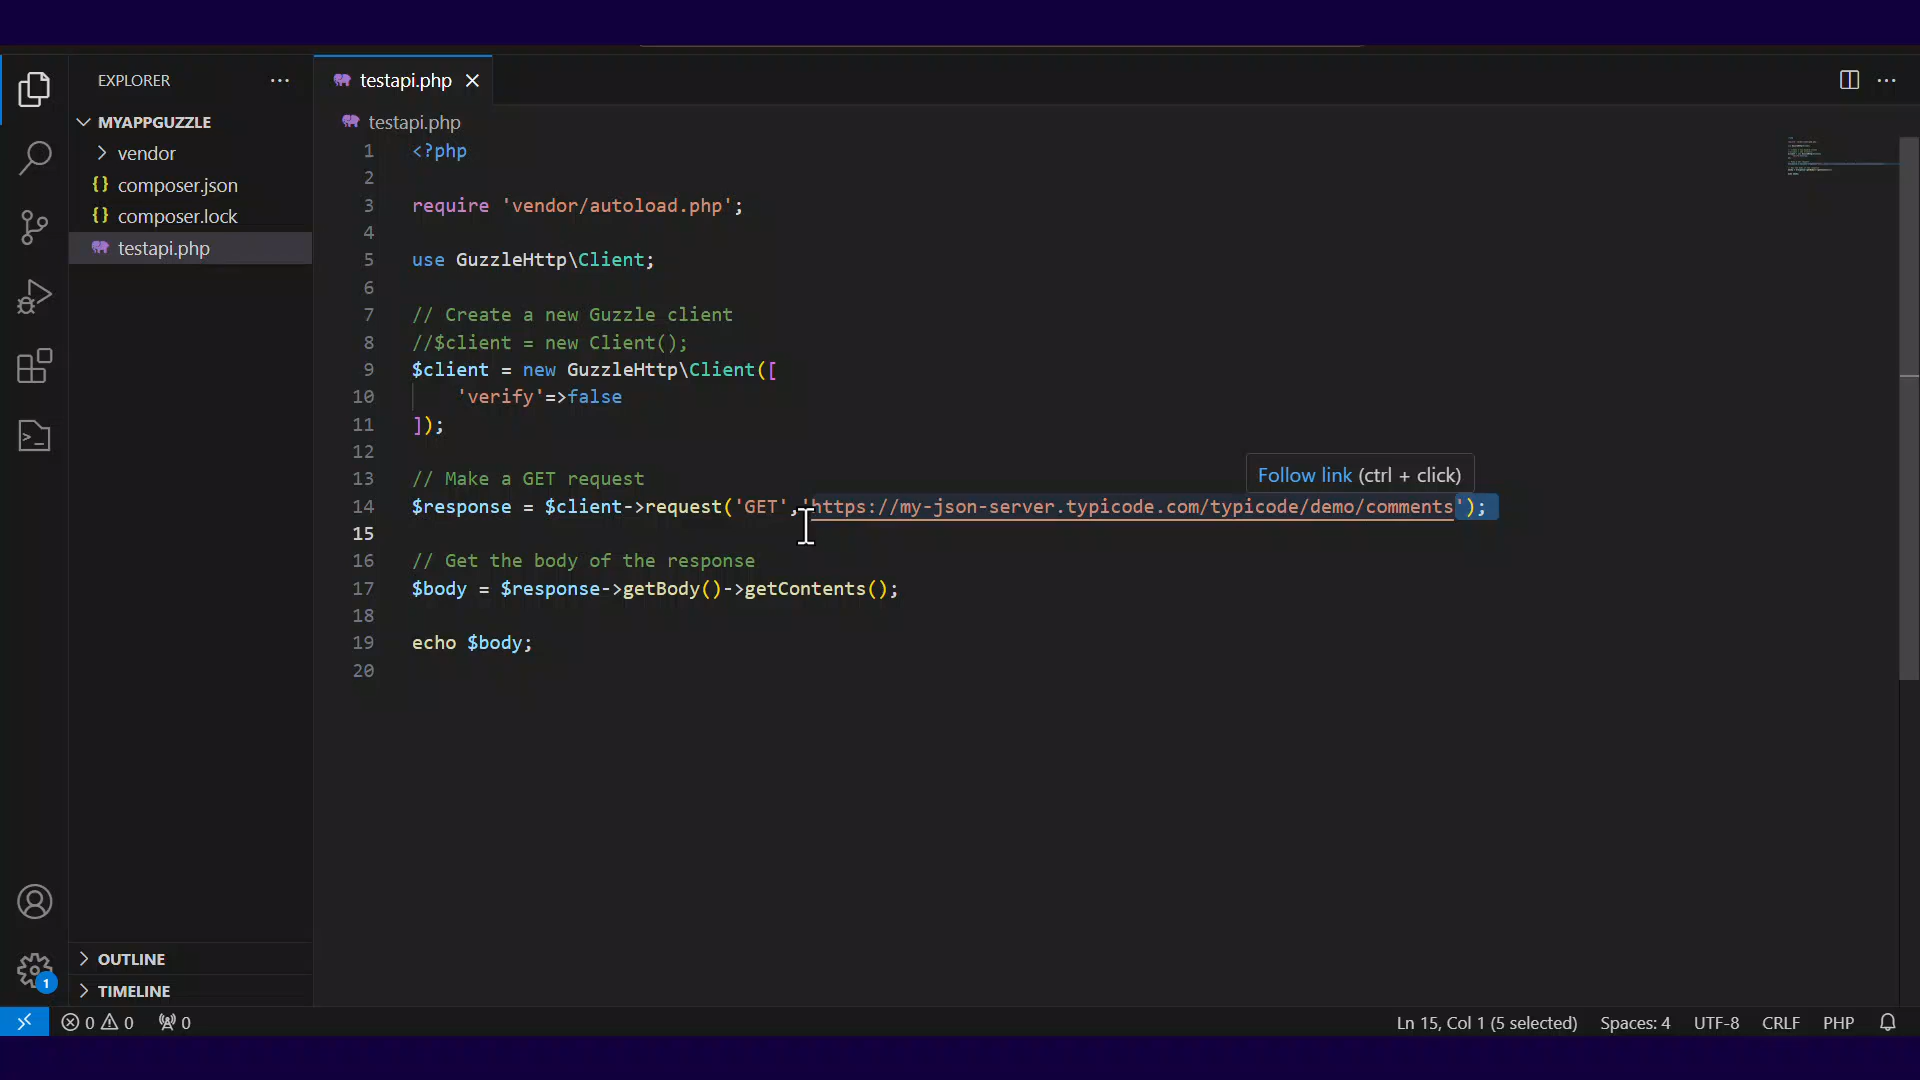 EXPLORER
MYAPPGUZZLE
vendor
composer.json
composer.lock
testapi.php
OUTLINE
TIMELINE
testapi.php
testapi.php
1 <?php
2
3 require 'vendor/autoload.php';
4
5 use GuzzleHttp\Client;
6
7 // Create a new Guzzle client
8 //$client = new Client();
9 $client = new GuzzleHttp\Client([
10     'verify'=>false
11 ]);
12
13 // Make a GET request
Follow link (ctrl + click)
14 $response = $client->request('GET','https://my-json-server.typicode.com/typicode/demo/comments');
15
16 // Get the body of the response
17 $body = $response->getBody()->getContents();
18
19 echo $body;
20
1
0 0 0
Ln 15, Col 1 (5 selected) Spaces: 4 UTF-8 CRLF PHP